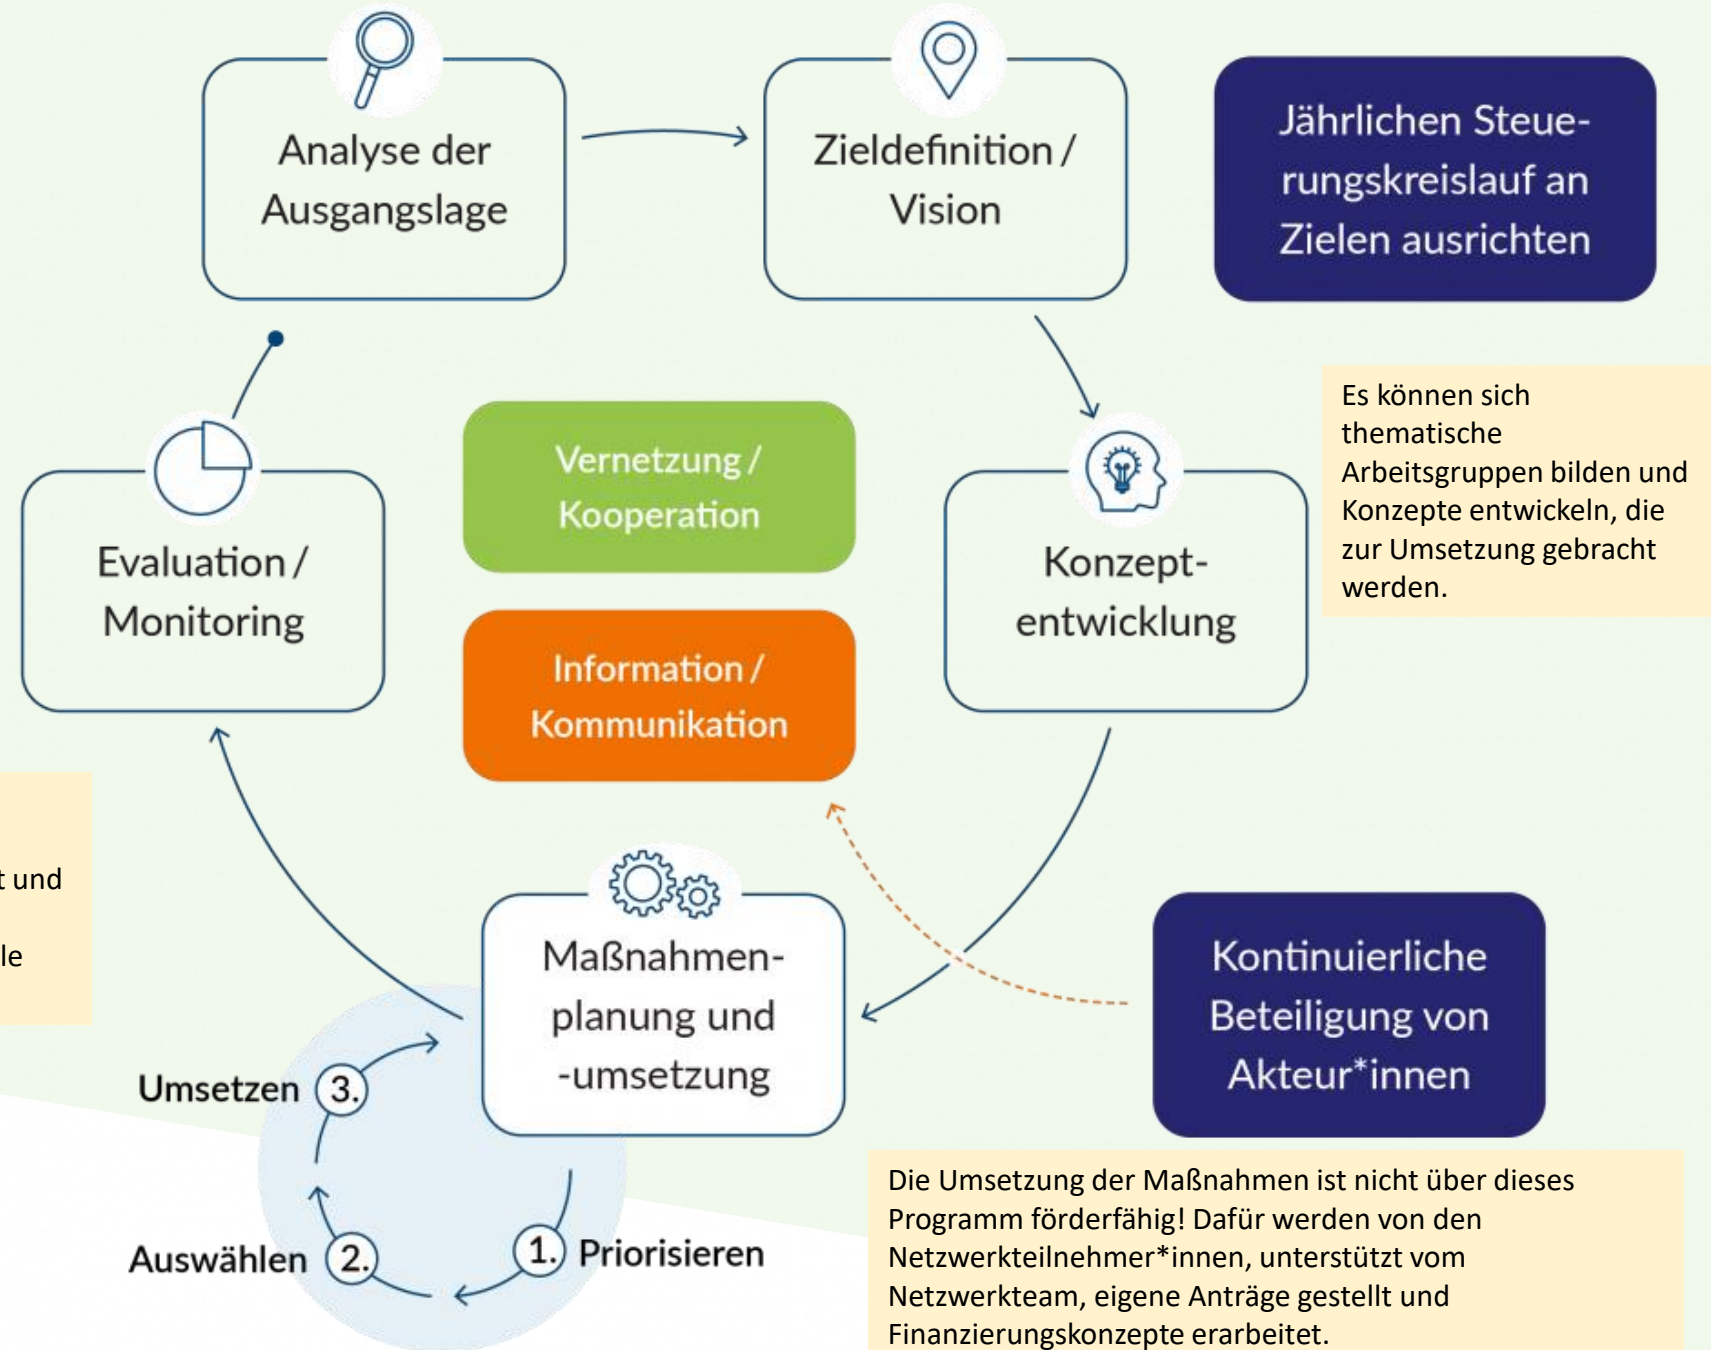 Analyse der
Ausgangslage
Zieldefinition /
Vision
Jährlichen Steue-
rungskreislauf an
Zielen ausrichten
Es können sich
thematische
Arbeitsgruppen bilden und
Konzepte entwickeln, die
zur Umsetzung gebracht
werden.
Vernetzung /
Kooperation
Evaluation /
Monitoring
Konzept-
entwicklung
Information /
Kommunikation
t und
le
Maßnahmen-
planung und
-umsetzung
Kontinuierliche
Beteiligung von
Akteur*innen
Umsetzen 3.
Auswählen 2.
1. Priorisieren
Die Umsetzung der Maßnahmen ist nicht über dieses
Programm förderfähig! Dafür werden von den
Netzwerkteilnehmer*innen, unterstützt vom
Netzwerkteam, eigene Anträge gestellt und
Finanzierungskonzepte erarbeitet.